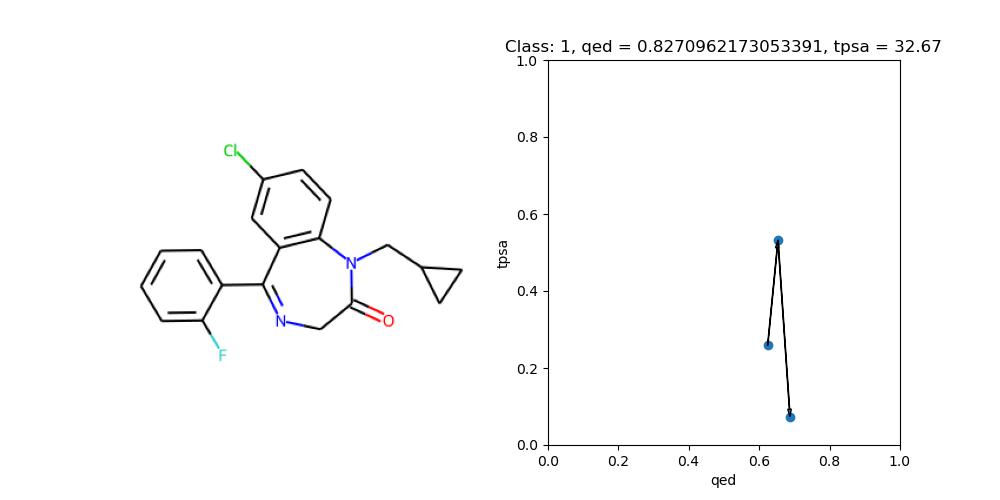 Class: 1, qed = 0.8270962173053391, tpsa = 32.67
Cl
N
O
N
F
1.0
0.8
0.6
0.4
0.2
0.0
tpsa
0.0 0.2 0.4 0.6 0.8 1.0
qed